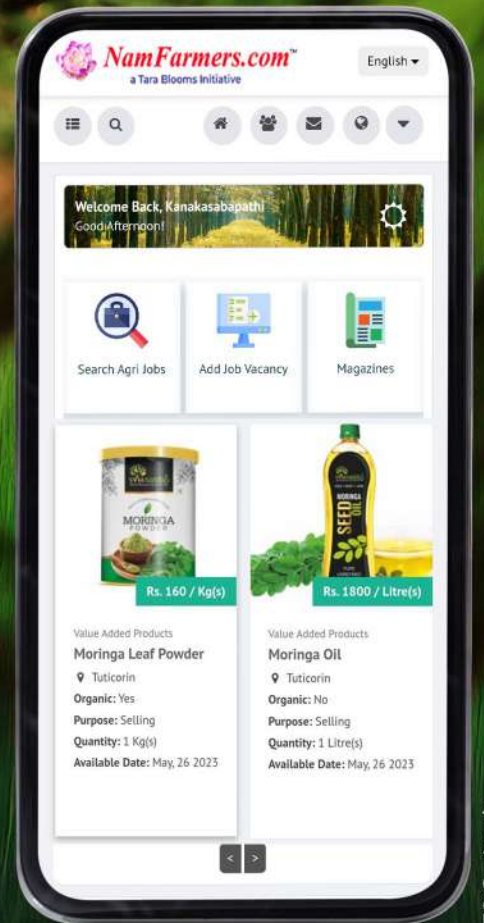 NamFarmers.com™
a Tara Blooms Initiative
English
Welcome Back, Kanakasabapathi
Good Afternoon!
Search Agri Jobs
Add Job Vacancy
Magazines
MORINGA
POWDER
MORINGA
SEED
OIL
Rs. 160 / Kg(s)
Rs. 1800 / Litre(s)
Value Added Products
Moringa Leaf Powder
Tuticorin
Organic: Yes
Purpose: Selling
Quantity: 1 Kg(s)
Available Date: May, 26 2023
Value Added Products
Moringa Oil
Tuticorin
Organic: No
Purpose: Selling
Quantity: 1 Litre(s)
Available Date: May, 26 2023
< >